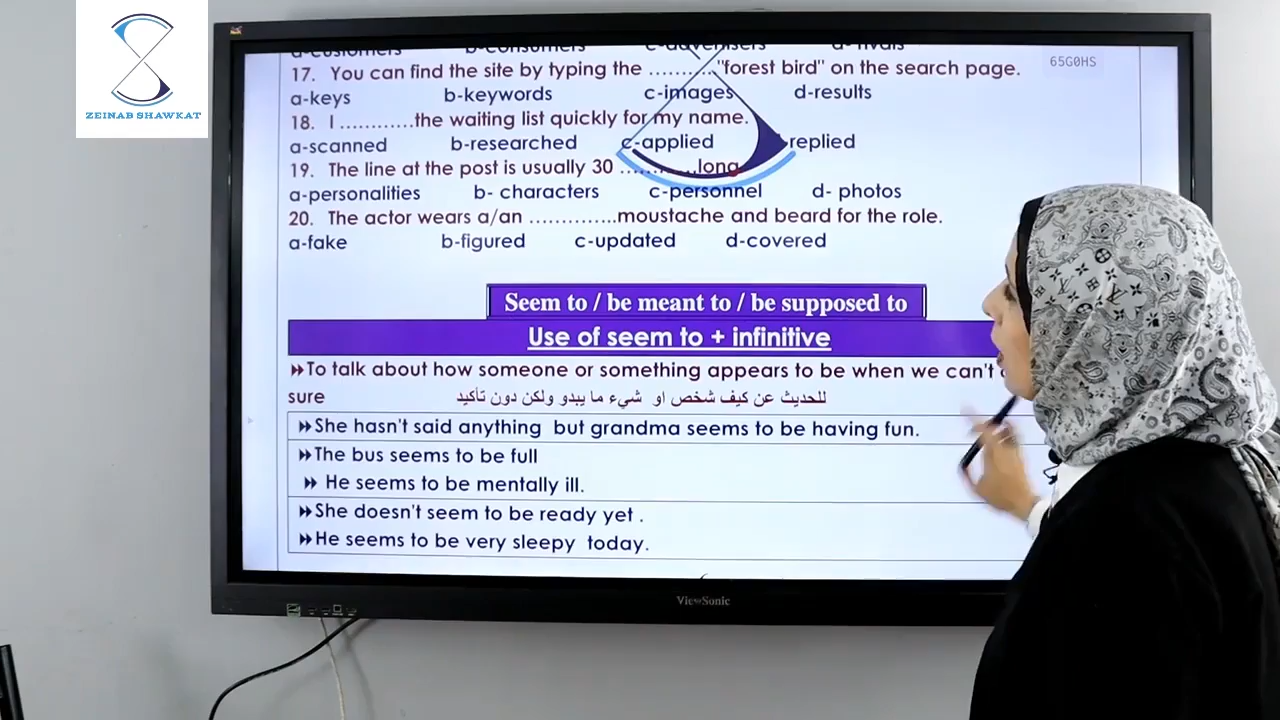 ZEINAB SHAWKAT
a-customers b-consumers c-advertisers d- rivals
17. You can find the site by typing the ……….."forest bird" on the search page.
65G0HS
a-keys b-keywords c-images d-results
18. I …………the waiting list quickly for my name.
a-scanned b-researched c-applied replied
19. The line at the post is usually 30 ………..long
a-personalities b- characters c-personnel d- photos
20. The actor wears a/an …………..moustache and beard for the role.
a-fake b-figured c-updated d-covered
Seem to / be meant to / be supposed to
Use of seem to + infinitive
To talk about how someone or something appears to be when we can't
sure للحديث عن كيف شخص او شيء ما يبدو ولكن دون تأكيد
She hasn't said anything but grandma seems to be having fun.
The bus seems to be full
He seems to be mentally ill.
She doesn't seem to be ready yet .
He seems to be very sleepy today.
ViewSonic